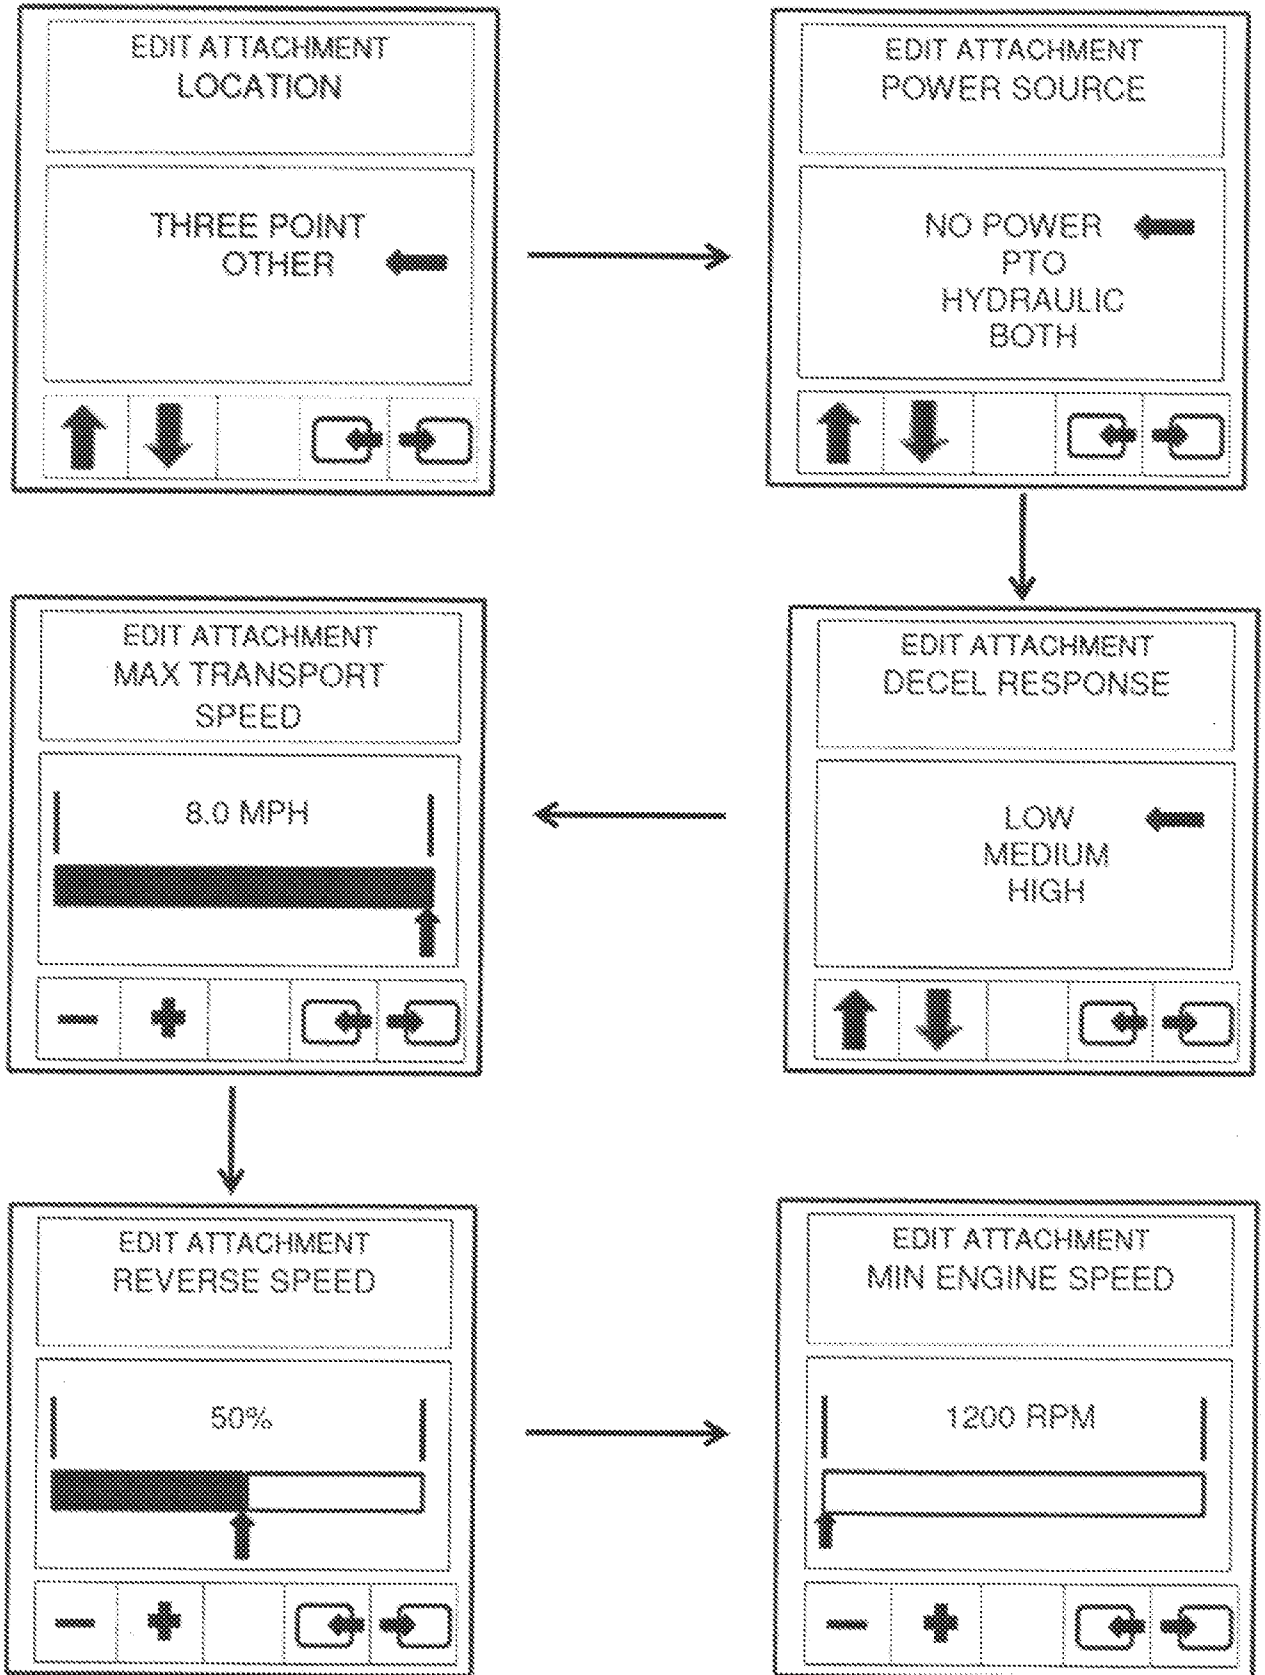 EDIT ATTACHMENT
LOCATION
THREE POINT
OTHER
EDIT ATTACHMENT
POWER SOURCE
NO POWER
PTO
HYDRAULIC
BOTH
EDIT ATTACHMENT
DECEL RESPONSE
LOW
MEDIUM
HIGH
EDIT ATTACHMENT
MAX TRANSPORT
SPEED
8.0 MPH
EDIT ATTACHMENT
REVERSE SPEED
50%
EDIT ATTACHMENT
MIN ENGINE SPEED
1200 RPM